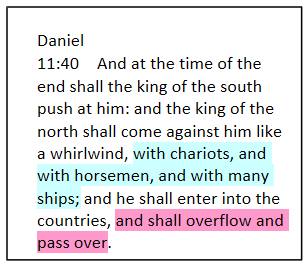 Daniel
11:40    And at the time of the
end shall the king of the south
push at him: and the king of the
north shall come against him like
a whirlwind, with chariots, and
with horsemen, and with many
ships; and he shall enter into the
countries, and shall overflow and
pass over.